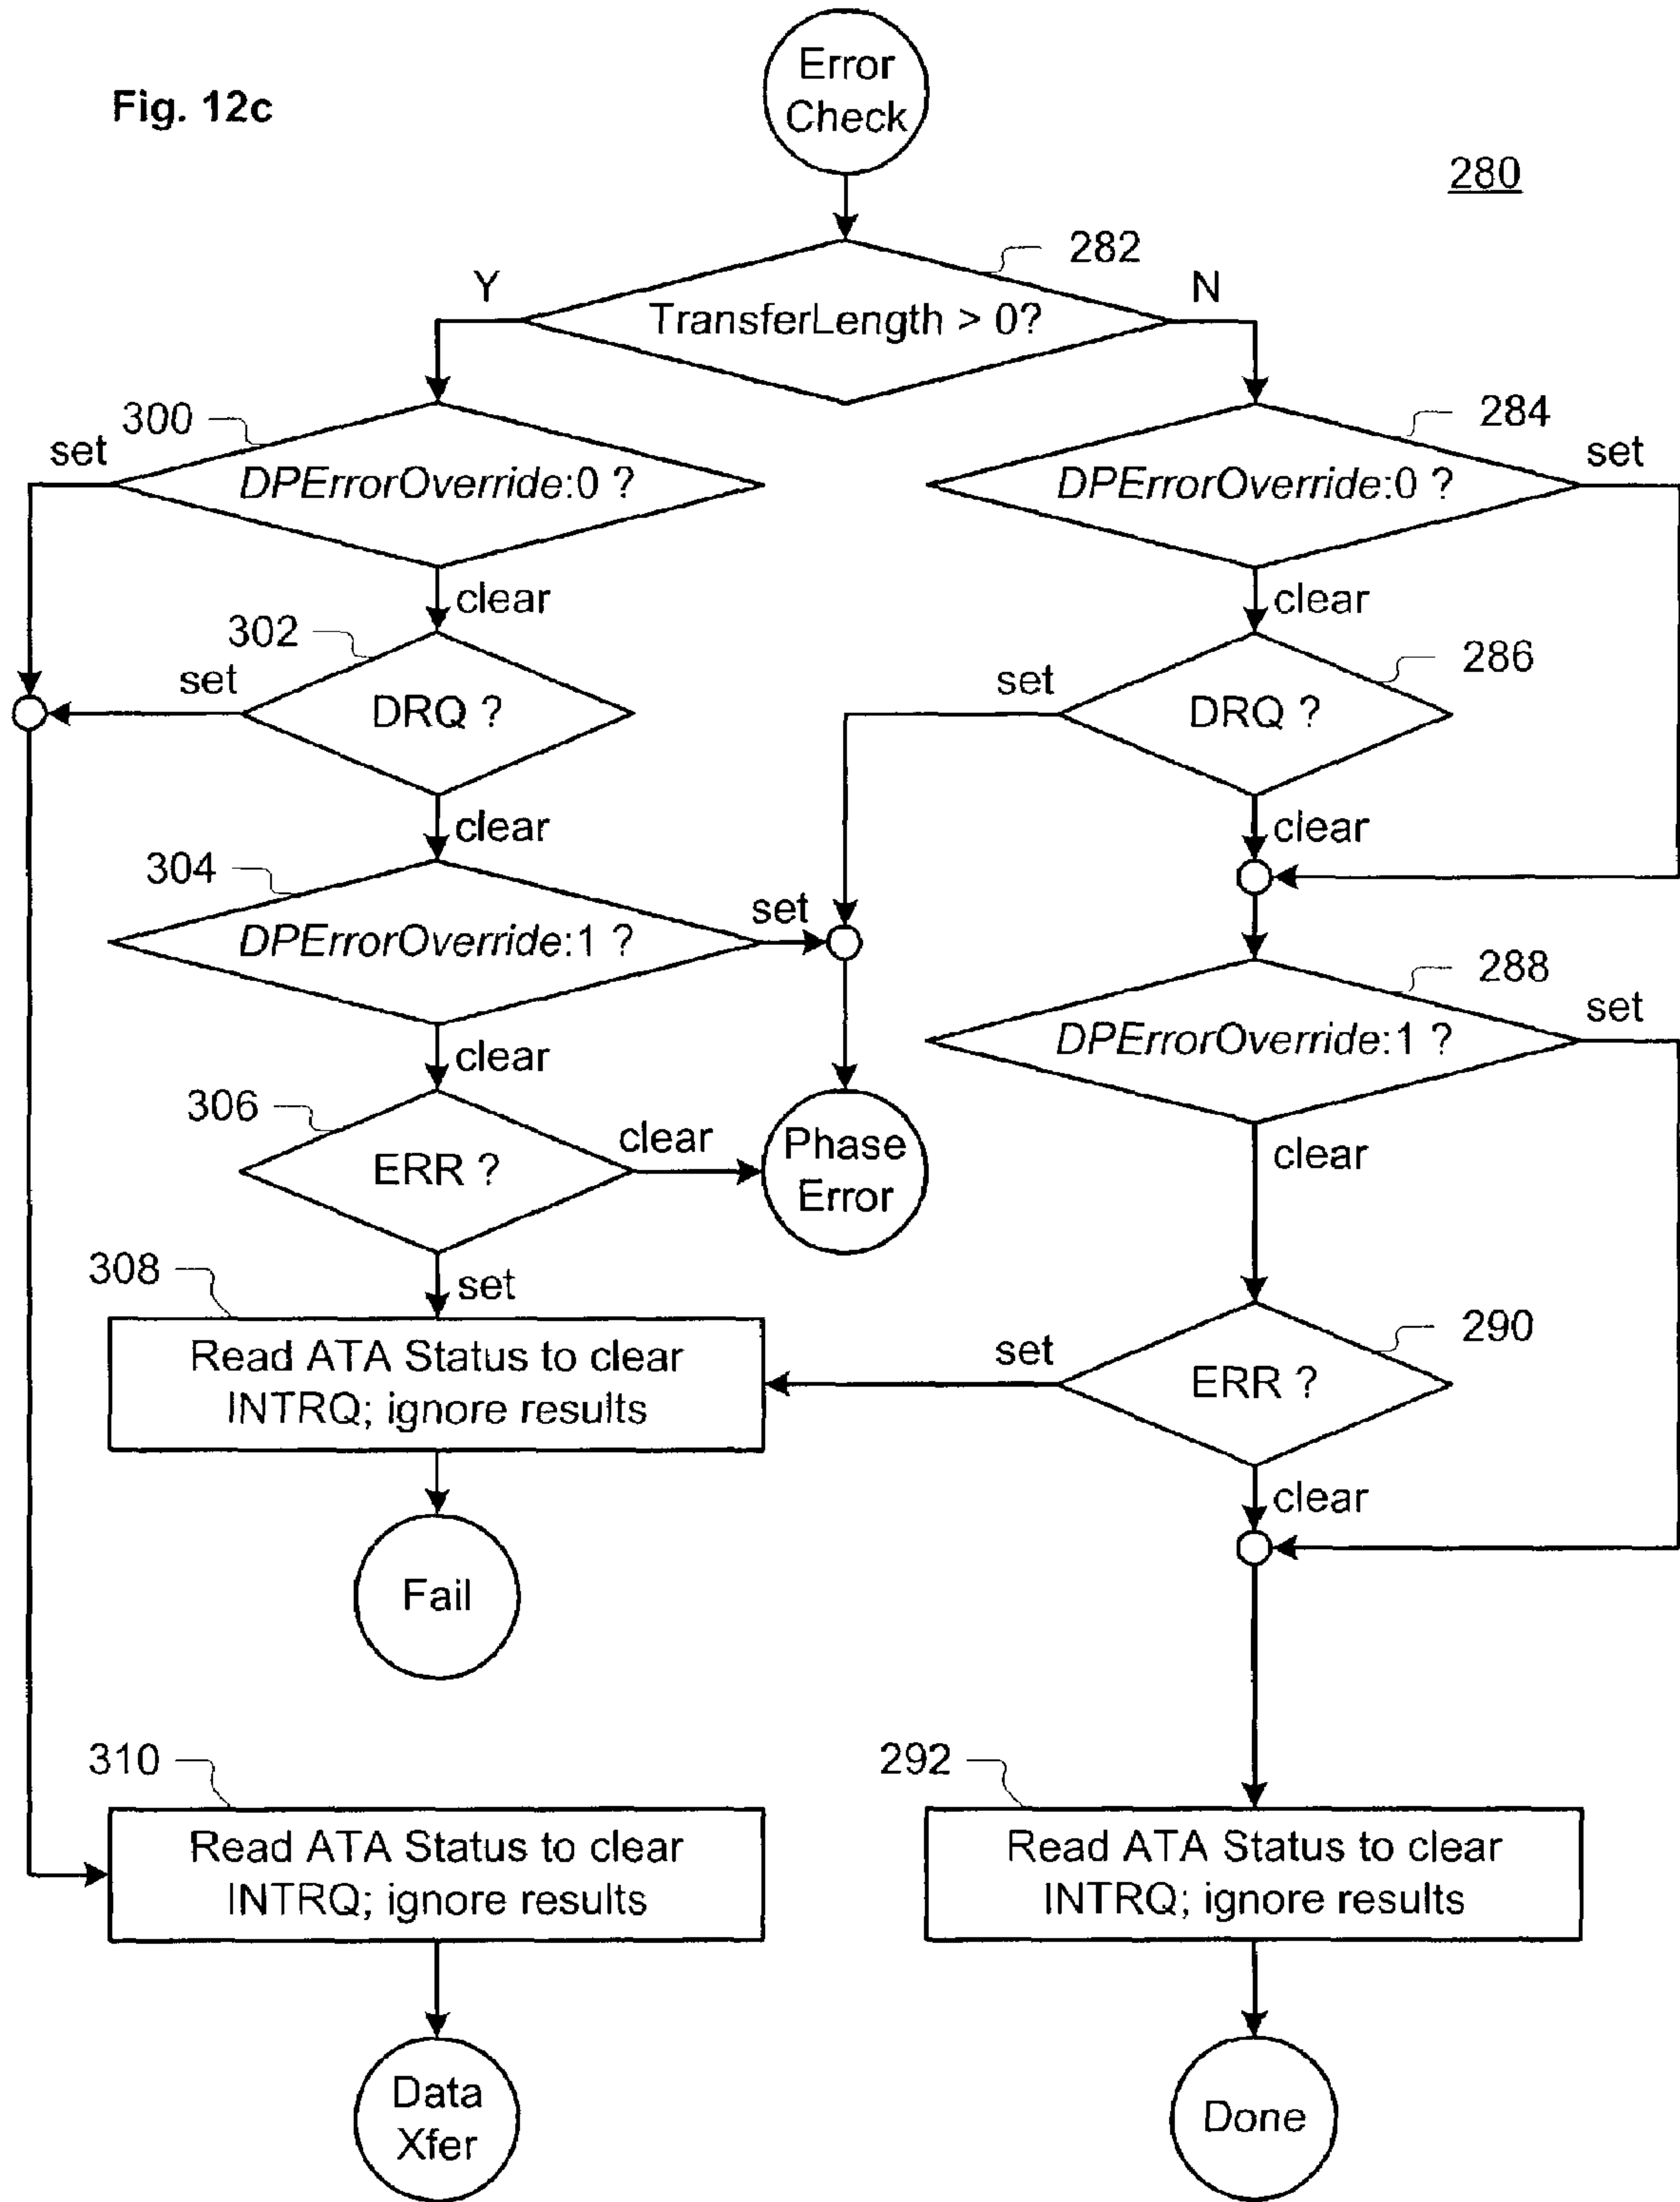 Error
Check
Fig. 12c
280
282
Y
N
TransferLength > 0?
300
284
set
set
DPErrorOverride:0 ?
DPErrorOverride:0 ?
clear
clear
302
286
set
set
DRQ ?
DRQ ?
clear
clear
304
set
DPErrorOverride:1 ?
288
set
DPErrorOverride:1 ?
clear
306
clear
Phase
Error
ERR ?
clear
308
set
290
set
Read ATA Status to clear
INTRQ; ignore results
ERR ?
clear
Fail
310
292
Read ATA Status to clear
INTRQ; ignore results
Read ATA Status to clear
INTRQ; ignore results
Data
Xfer
Done